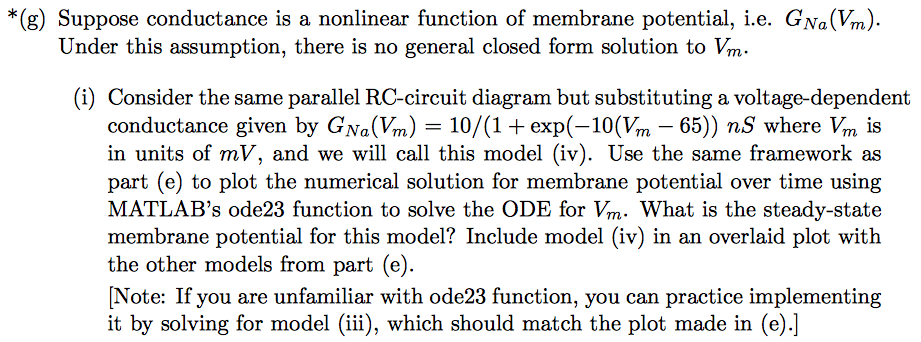 *(g) Suppose conductance is a nonlinear function of membrane potential, i.e. G_{Na}(V_m).
Under this assumption, there is no general closed form solution to V_m.
(i) Consider the same parallel RC-circuit diagram but substituting a voltage-dependent
conductance given by G_{Na}(V_m) = 10/(1 + exp(−10(V_m − 65)) nS where V_m is
in units of mV, and we will call this model (iv). Use the same framework as
part (e) to plot the numerical solution for membrane potential over time using
MATLAB's ode23 function to solve the ODE for V_m. What is the steady-state
membrane potential for this model? Include model (iv) in an overlaid plot with
the other models from part (e).
[Note: If you are unfamiliar with ode23 function, you can practice implementing
it by solving for model (iii), which should match the plot made in (e).]